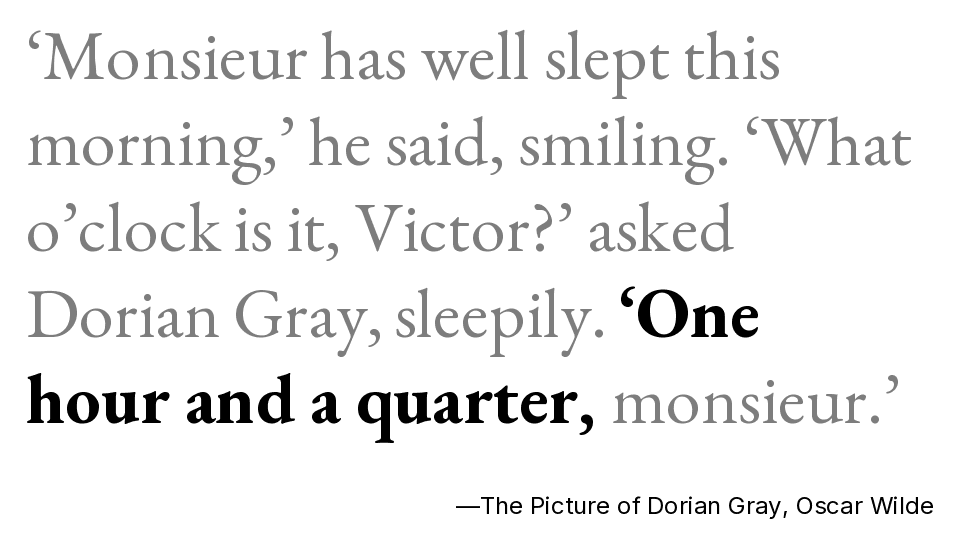 ‘Monsieur has well slept this
morning,’ he said, smiling. ‘What
o’clock is it, Victor?’ asked
Dorian Gray, sleepily. ‘One
hour and a quarter, monsieur.’
—The Picture of Dorian Gray, Oscar Wilde